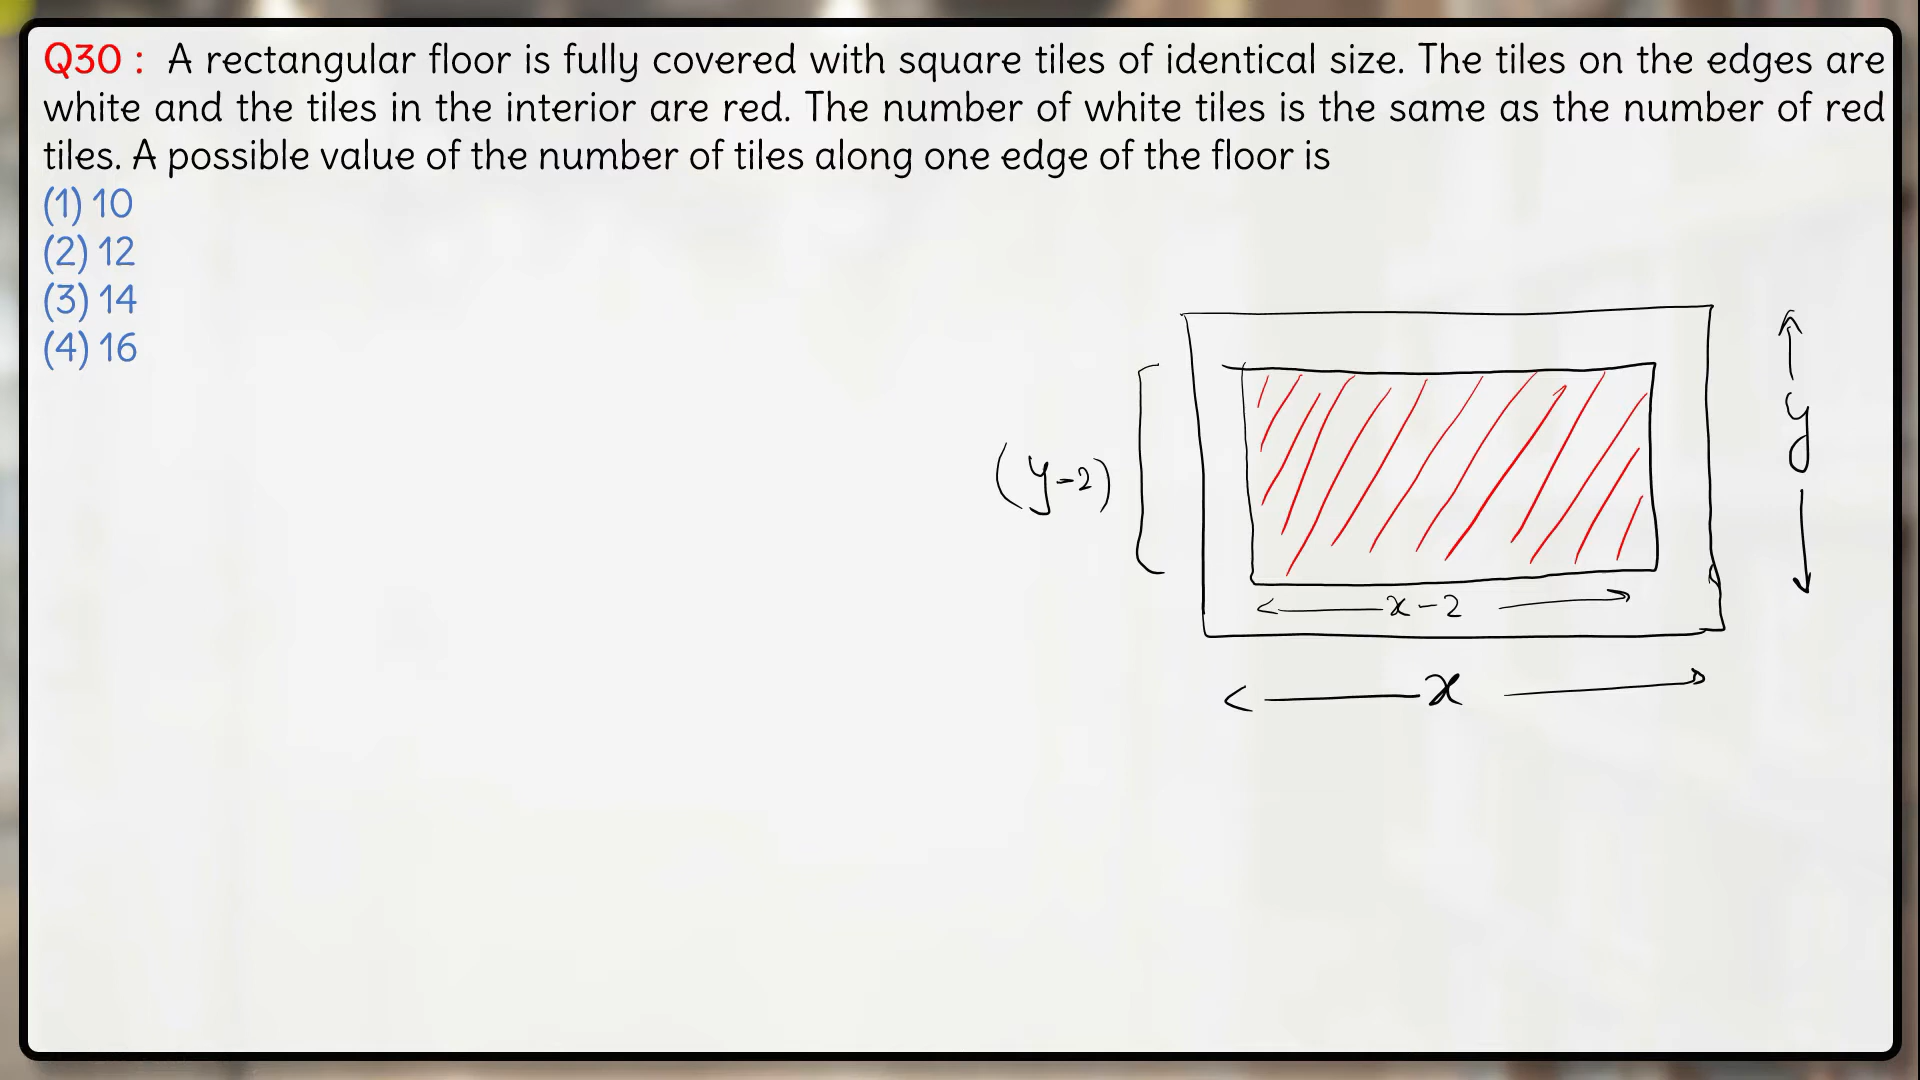 Q30 : A rectangular floor is fully covered with square tiles of identical size. The tiles on the edges are
white and the tiles in the interior are red. The number of white tiles is the same as the number of red
tiles. A possible value of the number of tiles along one edge of the floor is
(1) 10
(2) 12
(3) 14
(4) 16
(y-2)
y
x-2
x